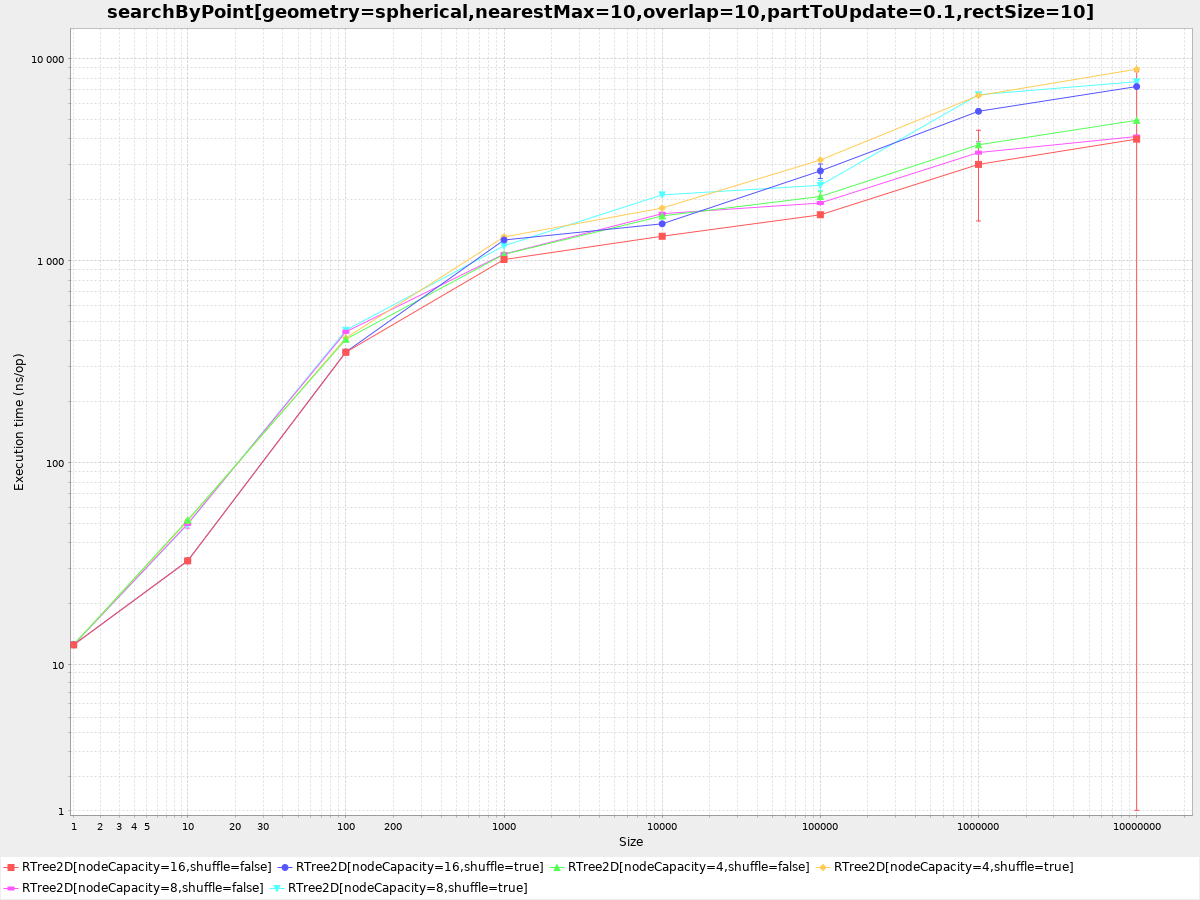 searchByPoint[geometry=spherical,nearestMax=10,overlap=10,partToUpdate=0.1,rectSize=10]
10 000
1 000
100
10
1
Execution time (ns/op)
1 2 3 4 5 10 20 30 100 200 1000 10000 100000 1000000 10000000
Size
RTree2D[nodeCapacity=16,shuffle=false] RTree2D[nodeCapacity=16,shuffle=true] RTree2D[nodeCapacity=4,shuffle=false] RTree2D[nodeCapacity=4,shuffle=true]
RTree2D[nodeCapacity=8,shuffle=false] RTree2D[nodeCapacity=8,shuffle=true]